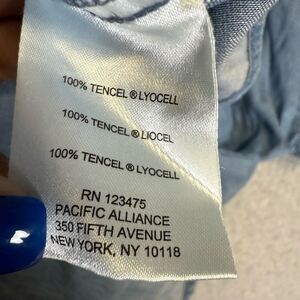 100% TENCEL®LYOCELL
100% TENCEL®LIOCEL
100% TENCEL®LYOCELL
RN 123475
PACIFIC ALLIANCE
350 FIFTH AVENUE
NEW YORK, NY 10118